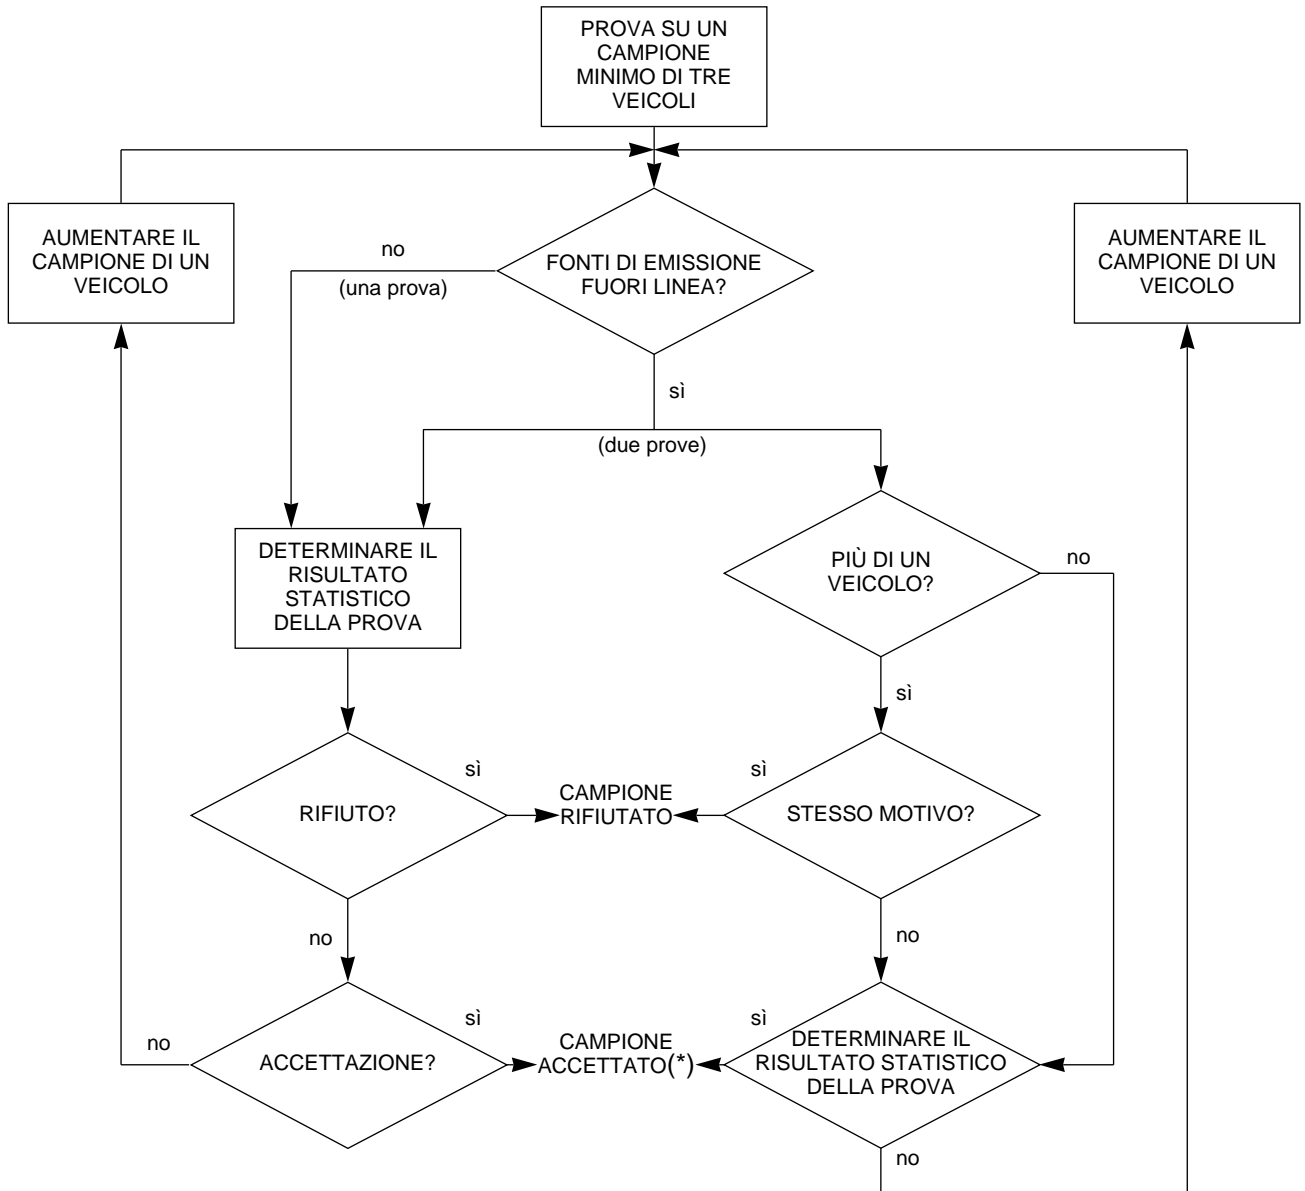 PROVA SU UN
CAMPIONE
MINIMO DI TRE
VEICOLI
AUMENTARE IL
CAMPIONE DI UN
VEICOLO
no
(una prova)
FONTI DI EMISSIONE
FUORI LINEA?
AUMENTARE IL
CAMPIONE DI UN
VEICOLO
sì
(due prove)
DETERMINARE IL
RISULTATO
STATISTICO
DELLA PROVA
PIÙ DI UN
VEICOLO?
no
sì
RIFIUTO?
sì
CAMPIONE
RIFIUTATO
sì
STESSO MOTIVO?
no
no
no
ACCETTAZIONE?
sì
CAMPIONE
ACCETTATO(*)
sì
DETERMINARE IL
RISULTATO STATISTICO
DELLA PROVA
no